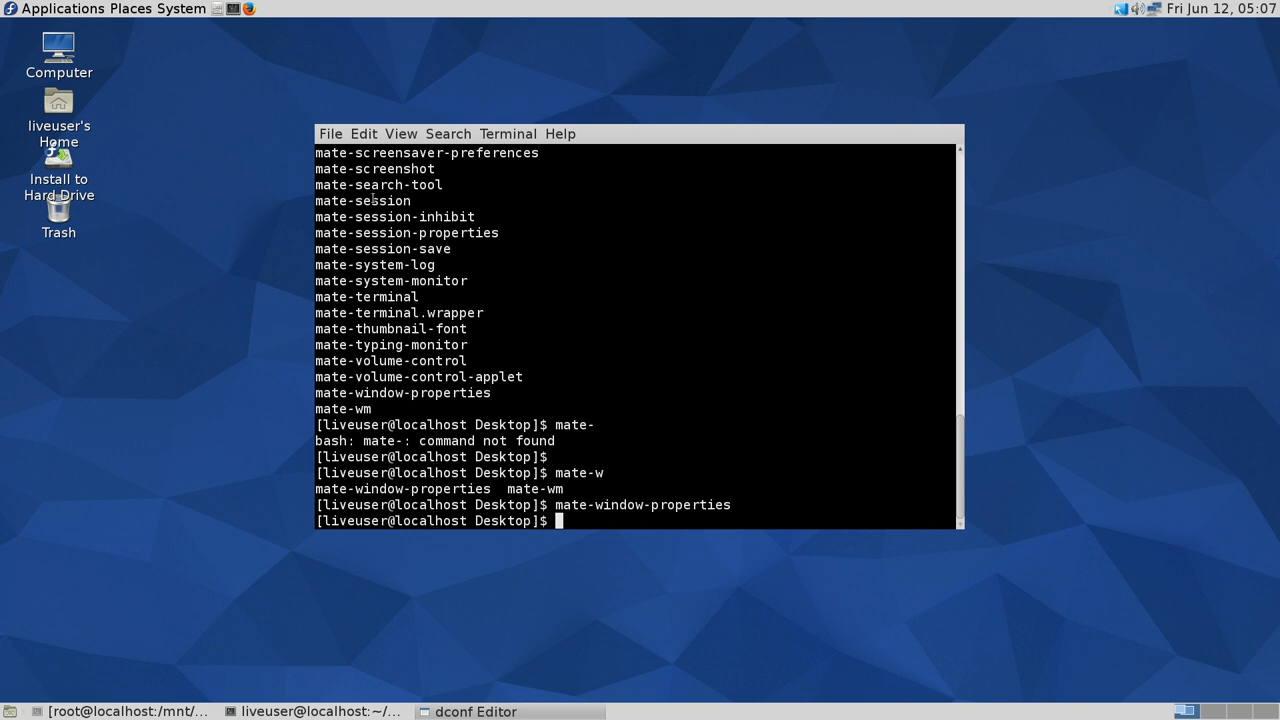 Applications Places System
Fri Jun 12, 05:07
Computer
liveuser's
Home
Install to
Hard Drive
Trash
File Edit View Search Terminal Help
mate-screensaver-preferences
mate-screenshot
mate-search-tool
mate-session
mate-session-inhibit
mate-session-properties
mate-session-save
mate-system-log
mate-system-monitor
mate-terminal
mate-terminal.wrapper
mate-thumbnail-font
mate-typing-monitor
mate-volume-control
mate-volume-control-applet
mate-window-properties
mate-wm
[liveuser@localhost Desktop]$ mate-
bash: mate-: command not found
[liveuser@localhost Desktop]$
[liveuser@localhost Desktop]$ mate-w
mate-window-properties  mate-wm
[liveuser@localhost Desktop]$ mate-window-properties
[liveuser@localhost Desktop]$
[root@localhost:/mnt/...
liveuser@localhost:~/...
dconf Editor